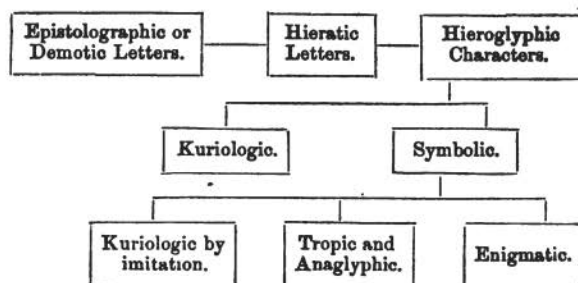 Epistolographic or
Demotic Letters.
Hieratic
Letters.
Hieroglyphic
Characters.
Kuriologic.
Symbolic.
Kuriologic by
imitation.
Tropic and
Anaglyphic.
Enigmatic.